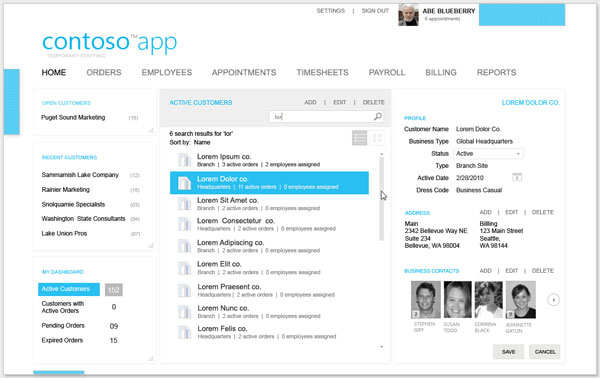 SETTINGS | SIGN OUT
ABE BLUEBERRY
0 appointments
contoso™app
TEMPORARY STAFFING
HOME ORDERS EMPLOYEES APPOINTMENTS TIMESHEETS PAYROLL BILLING REPORTS
OPEN CUSTOMERS
Puget Sound Marketing (15)
RECENT CUSTOMERS
Sammamish Lake Company (12)
Rainier Marketing (15)
Snolquamie Specialists (03)
Washington State Consultants (04)
Lake Union Pros (07)
MY DASHBOARD
Active Customers 152
Customers with
Active Orders 0
Pending Orders 09
Expired Orders 15
ACTIVE CUSTOMERS ADD | EDIT | DELETE
lor
6 search results for 'lor'
Sort by: Name
Lorem Ipsum co.
Branch | 3 active orders | 2 employees assigned
Lorem Dolor co.
Headquarters | 11 active orders | 0 employees assigned
Lorem Sit Amet co.
Branch | 2 active orders | 0 employees assigned
Lorem Consectetur co.
Branch | 2 active orders | 0 employees assigned
Lorem Adipiscing co.
Branch | 2 active orders | 0 employees assigned
Lorem Elit co.
Branch | 2 active orders | 0 employees assigned
Lorem Praesent co.
Headquarters | 2 active orders | 0 employees assigned
Lorem Nunc co.
Branch | 2 active orders | 0 employees assigned
Lorem Felis co.
Branch | 2 active orders | 0 employees assigned
LOREM DOLOR CO.
PROFILE
Customer Name Lorem Dolor Co.
Business Type Global Headquarters
Status Active
Type Branch Site
Active Date 2/28/2010
Dress Code Business Casual
ADDRESS ADD | EDIT | DELETE
Main
2342 Bellevue Way NE
Suite 234
Bellevue, WA 98004
Billling
123 Main Street
Seattle,
WA 98144
BUSINESS CONTACTS ADD | EDIT | DELETE
2
STEPHEN
GIFF
SUSAN
TODD
CORRINA
BLACK
JEANNETTE
GATLIN
SAVE CANCEL